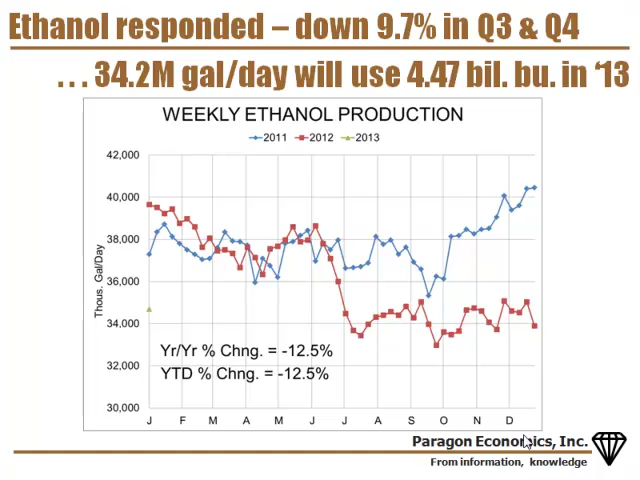 Ethanol responded – down 9.7% in Q3 & Q4
. . . 34.2M gal/day will use 4.47 bil. bu. in ‘13
WEEKLY ETHANOL PRODUCTION
2011 2012 2013
42,000
40,000
38,000
36,000
34,000
32,000
30,000
Thous. Gal/Day
Yr/Yr % Chng. = -12.5%
YTD % Chng. = -12.5%
J F M A M J J A S O N D
Paragon Economics, Inc.
From information, knowledge